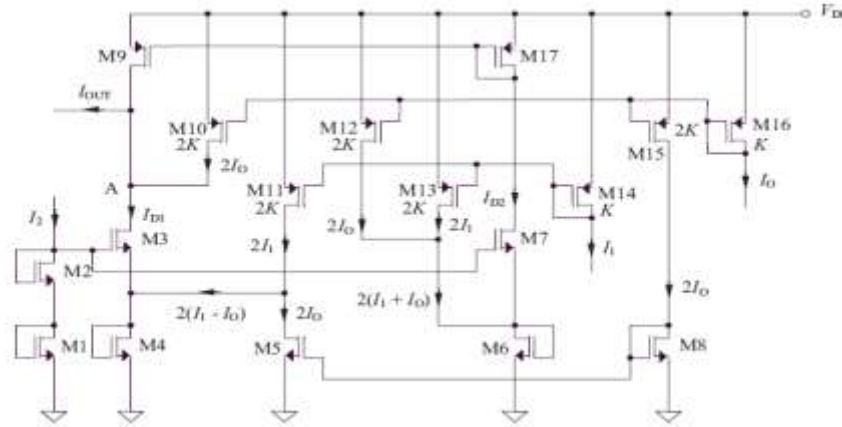 V_D
M9
M17
I_OUT
M10
2K
M12
2K
2K
M15
M16
K
2I_O
I_O
A
M11
2K
M13
2K
I_D2
M14
K
I_2
I_D1
M3
2I_O
2I_1
M7
I_1
2I_1
M2
2(I_1 - I_O)
2I_O
2(I_1 + I_O)
2I_O
M1
M4
M5
M6
M8